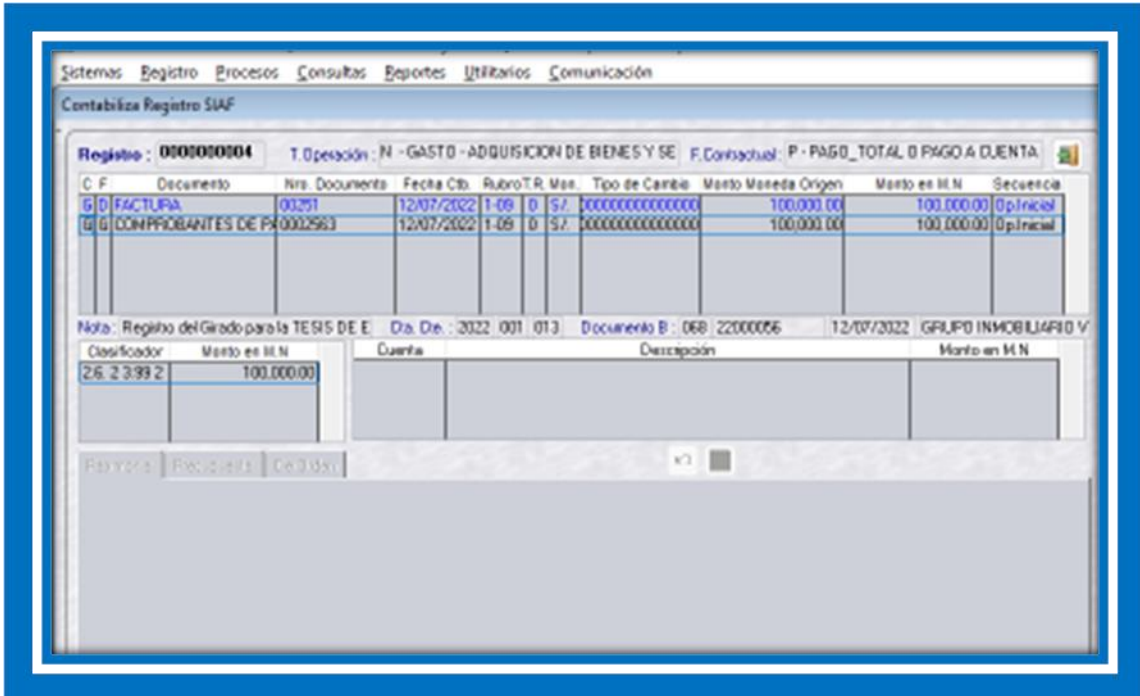 Sistemas Registro Procesos Consultas Reportes Utilitarios Comunicación
Contabiliza Registro SIAF
Registro : 0000000004 T.Operación : N - GASTO - ADQUISICION DE BIENES Y SE F.Contractual : P - PAGO_TOTAL O PAGO A CUENTA
C F Documento Nro. Documento Fecha Ctb. Rubro T.R. Mon. Tipo de Cambio Monto Moneda Origen Monto en M.N Secuencia
G D FACTURA 00251 12/07/2022 1-09 0 S/. 100,000.00 100,000.00 Op.Inicial
G G COMPROBANTES DE PA 0002563 12/07/2022 1-09 0 S/. 100,000.00 100,000.00 Op.Inicial
Nota : Registro del Girado para la TESIS DE E Cta. Cte. : 2022 001 013 Documento B : 068 22000056 12/07/2022 GRUPO INMOBILIARIO V
Clasificador Monto en M.N Cuenta Descripción Monto en M.N
2.6. 2 3.99 2 100,000.00